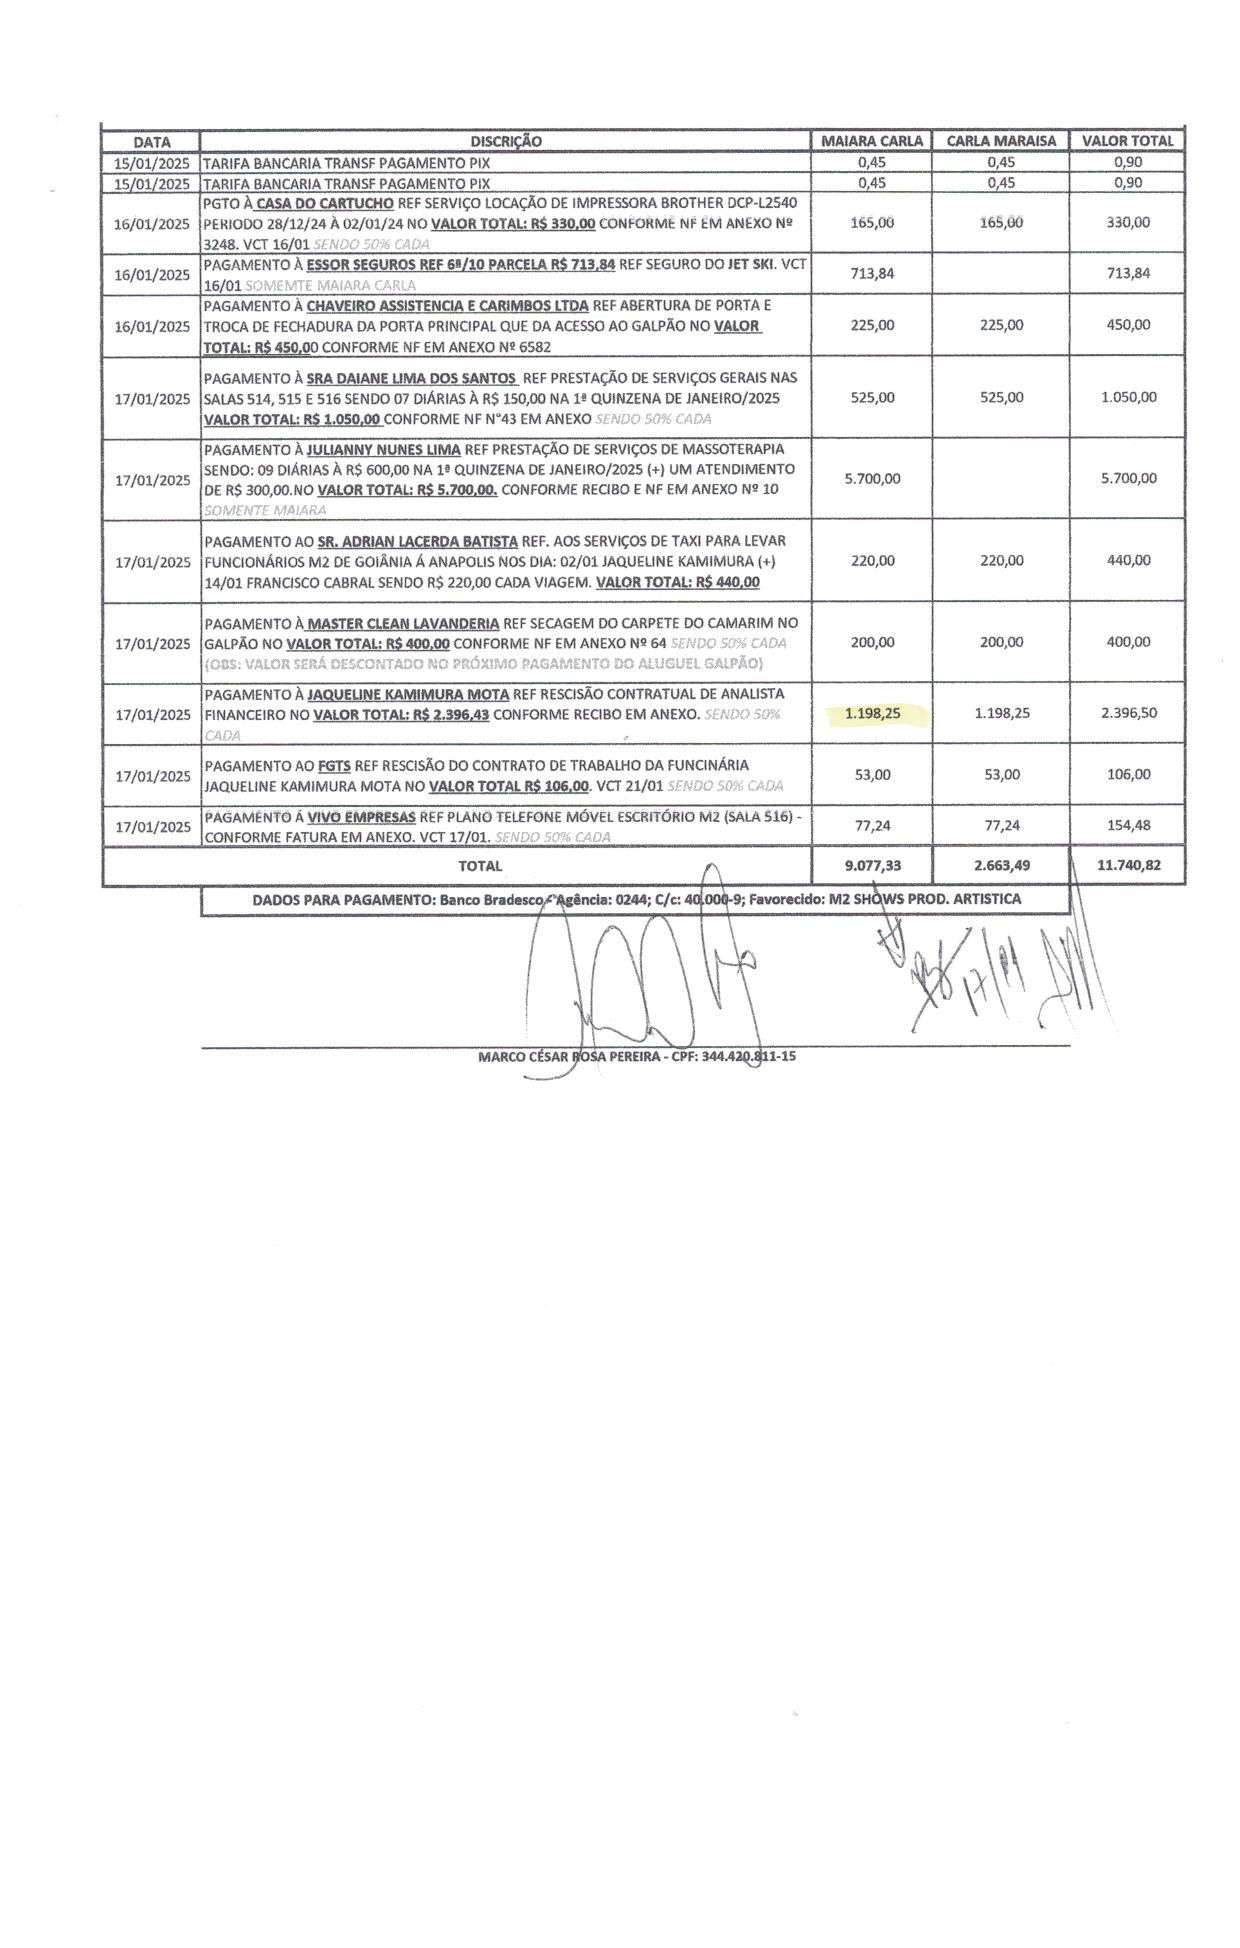 DATA DISCRIÇÃO MAIARA CARLA CARLA MARAISA VALOR TOTAL
15/01/2025 TARIFA BANCARIA TRANSF PAGAMENTO PIX 0,45 0,45 0,90
15/01/2025 TARIFA BANCARIA TRANSF PAGAMENTO PIX 0,45 0,45 0,90
PGTO À CASA DO CARTUCHO REF SERVIÇO LOCAÇÃO DE IMPRESSORA BROTHER DCP-L2540
16/01/2025 PERIODO 28/12/24 À 02/01/24 NO VALOR TOTAL: R$ 330,00 CONFORME NF EM ANEXO Nº 165,00 165,00 330,00
3248. VCT 16/01 SENDO 50% CADA
PAGAMENTO À ESSOR SEGUROS REF 6ª/10 PARCELA R$ 713,84 REF SEGURO DO JET SKI. VCT
16/01/2025 713,84 713,84
16/01 SOMEMTE MAIARA CARLA
PAGAMENTO À CHAVEIRO ASSISTENCIA E CARIMBOS LTDA REF ABERTURA DE PORTA E
16/01/2025 TROCA DE FECHADURA DA PORTA PRINCIPAL QUE DA ACESSO AO GALPÃO NO VALOR 225,00 225,00 450,00
TOTAL: R$ 450,00 CONFORME NF EM ANEXO Nº 6582
PAGAMENTO À SRA DAIANE LIMA DOS SANTOS REF PRESTAÇÃO DE SERVIÇOS GERAIS NAS
17/01/2025 SALAS 514, 515 E 516 SENDO 07 DIÁRIAS À R$ 150,00 NA 1ª QUINZENA DE JANEIRO/2025 525,00 525,00 1.050,00
VALOR TOTAL: R$ 1.050,00 CONFORME NF N°43 EM ANEXO SENDO 50% CADA
PAGAMENTO À JULIANNY NUNES LIMA REF PRESTAÇÃO DE SERVIÇOS DE MASSOTERAPIA
SENDO: 09 DIÁRIAS À R$ 600,00 NA 1ª QUINZENA DE JANEIRO/2025 (+) UM ATENDIMENTO
17/01/2025 DE R$ 300,00.NO VALOR TOTAL: R$ 5.700,00. CONFORME RECIBO E NF EM ANEXO Nº 10 5.700,00 5.700,00
SOMENTE MAIARA
PAGAMENTO AO SR. ADRIAN LACERDA BATISTA REF. AOS SERVIÇOS DE TAXI PARA LEVAR
17/01/2025 FUNCIONÁRIOS M2 DE GOIÂNIA Á ANAPOLIS NOS DIA: 02/01 JAQUELINE KAMIMURA (+) 220,00 220,00 440,00
14/01 FRANCISCO CABRAL SENDO R$ 220,00 CADA VIAGEM. VALOR TOTAL: R$ 440,00
PAGAMENTO À MASTER CLEAN LAVANDERIA REF SECAGEM DO CARPETE DO CAMARIM NO
17/01/2025 GALPÃO NO VALOR TOTAL: R$ 400,00 CONFORME NF EM ANEXO Nº 64 SENDO 50% CADA 200,00 200,00 400,00
(OBS: VALOR SERÁ DESCONTADO NO PRÓXIMO PAGAMENTO DO ALUGUEL GALPÃO)
PAGAMENTO À JAQUELINE KAMIMURA MOTA REF RESCISÃO CONTRATUAL DE ANALISTA
17/01/2025 FINANCEIRO NO VALOR TOTAL: R$ 2.396,43 CONFORME RECIBO EM ANEXO. SENDO 50% 1.198,25 1.198,25 2.396,50
CADA
PAGAMENTO AO FGTS REF RESCISÃO DO CONTRATO DE TRABALHO DA FUNCINÁRIA
17/01/2025 JAQUELINE KAMIMURA MOTA NO VALOR TOTAL R$ 106,00. VCT 21/01 SENDO 50% CADA 53,00 53,00 106,00
PAGAMENTO Á VIVO EMPRESAS REF PLANO TELEFONE MÓVEL ESCRITÓRIO M2 (SALA 516) -
17/01/2025 CONFORME FATURA EM ANEXO. VCT 17/01. SENDO 50% CADA 77,24 77,24 154,48
TOTAL 9.077,33 2.663,49 11.740,82
DADOS PARA PAGAMENTO: Banco Bradesco - Agência: 0244; C/c: 40.000-9; Favorecido: M2 SHOWS PROD. ARTISTICA
17/01
MARCO CÉSAR ROSA PEREIRA - CPF: 344.420.811-15